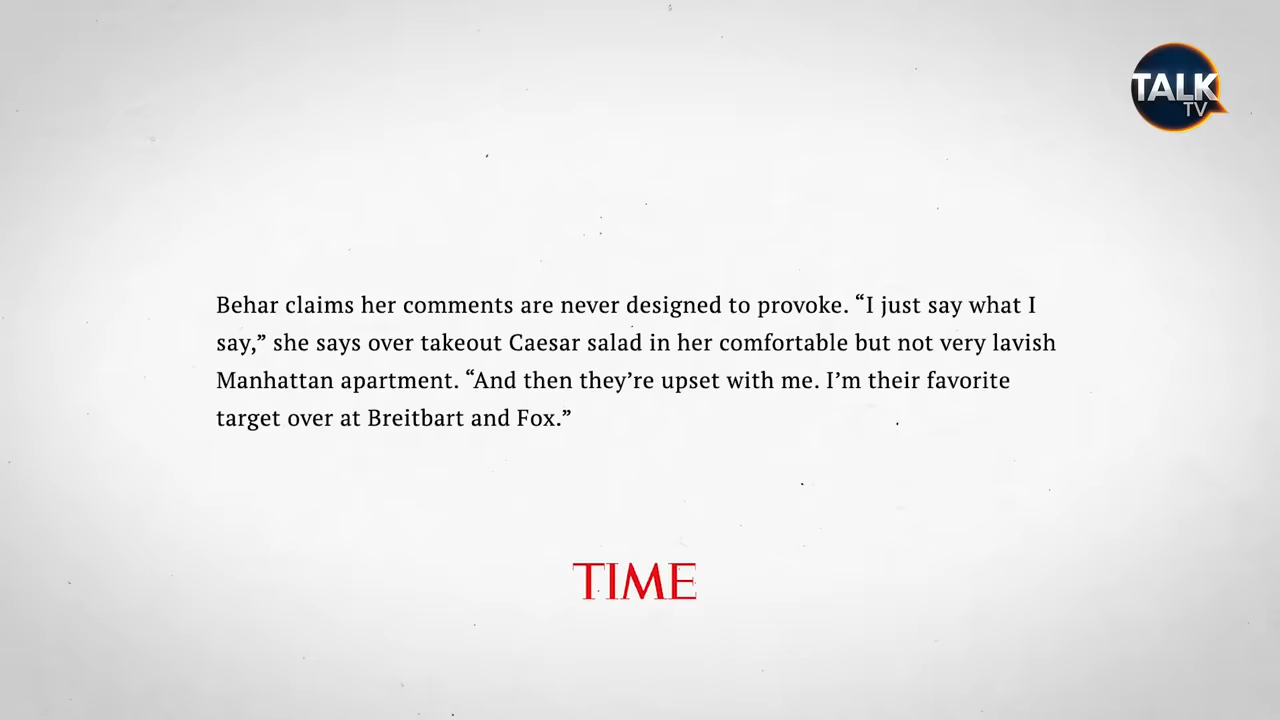 TALK
TV
Behar claims her comments are never designed to provoke. “I just say what I
say,” she says over takeout Caesar salad in her comfortable but not very lavish
Manhattan apartment. “And then they’re upset with me. I’m their favorite
target over at Breitbart and Fox.”
TIME